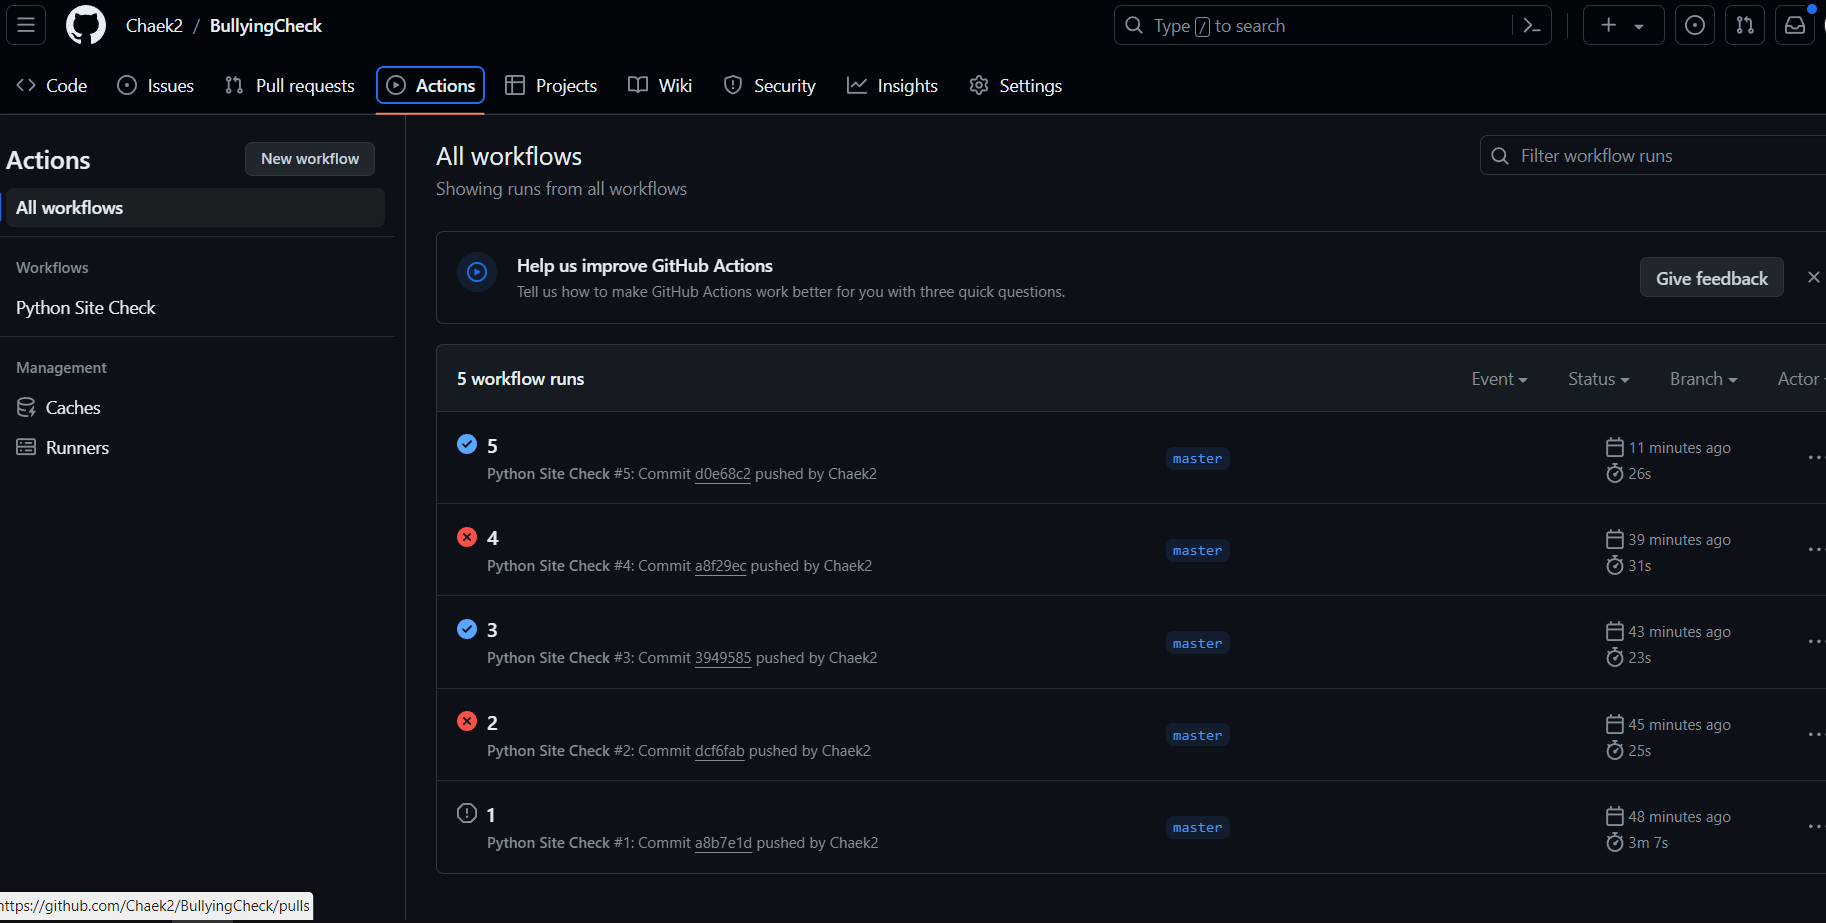 Chaek2 / BullyingCheck
Type / to search
Code
Issues
Pull requests
Actions
Projects
Wiki
Security
Insights
Settings
Actions
New workflow
All workflows
Workflows
Python Site Check
Management
Caches
Runners
All workflows
Showing runs from all workflows
Filter workflow runs
Help us improve GitHub Actions
Tell us how to make GitHub Actions work better for you with three quick questions.
Give feedback
5 workflow runs
Event
Status
Branch
Actor
5
Python Site Check #5: Commit d0e68c2 pushed by Chaek2
master
11 minutes ago
26s
4
Python Site Check #4: Commit a8f29ec pushed by Chaek2
master
39 minutes ago
31s
3
Python Site Check #3: Commit 3949585 pushed by Chaek2
master
43 minutes ago
23s
2
Python Site Check #2: Commit dcf6fab pushed by Chaek2
master
45 minutes ago
25s
1
Python Site Check #1: Commit a8b7e1d pushed by Chaek2
master
48 minutes ago
3m 7s
https://github.com/Chaek2/BullyingCheck/pulls